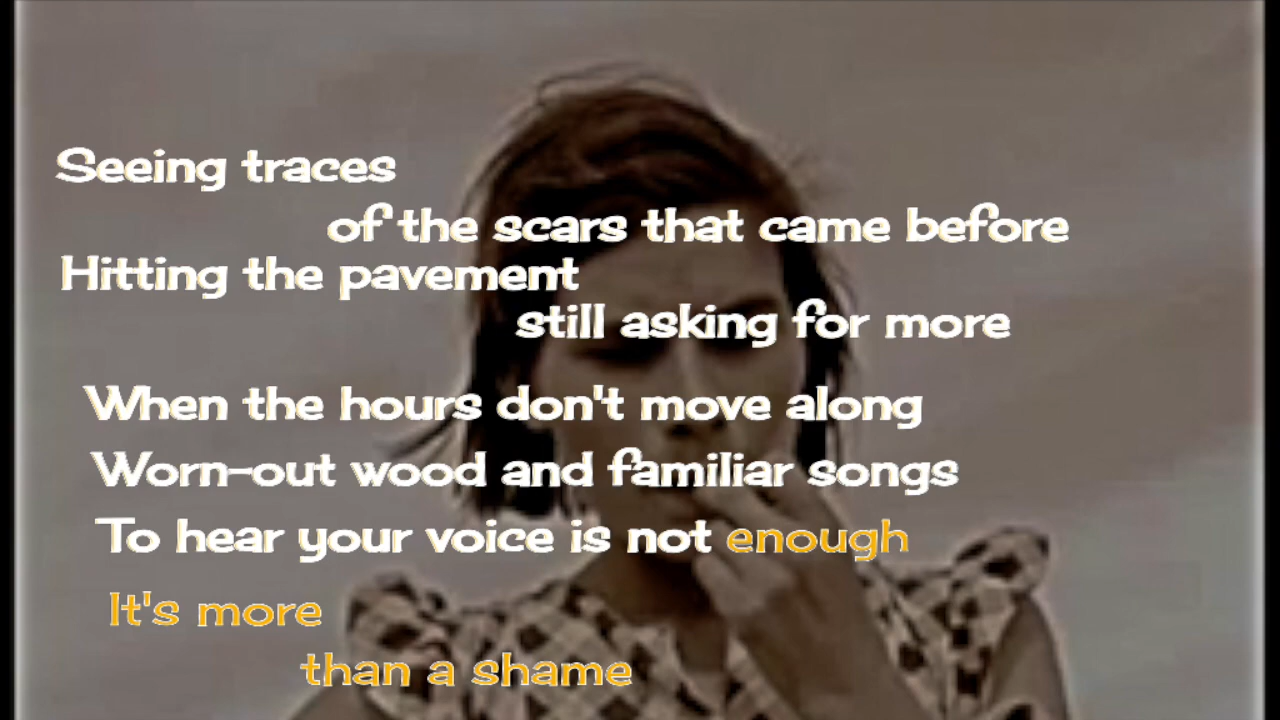 Seeing traces
of the scars that came before
Hitting the pavement
still asking for more
When the hours don't move along
Worn-out wood and familiar songs
To hear your voice is not enough
It's more
than a shame